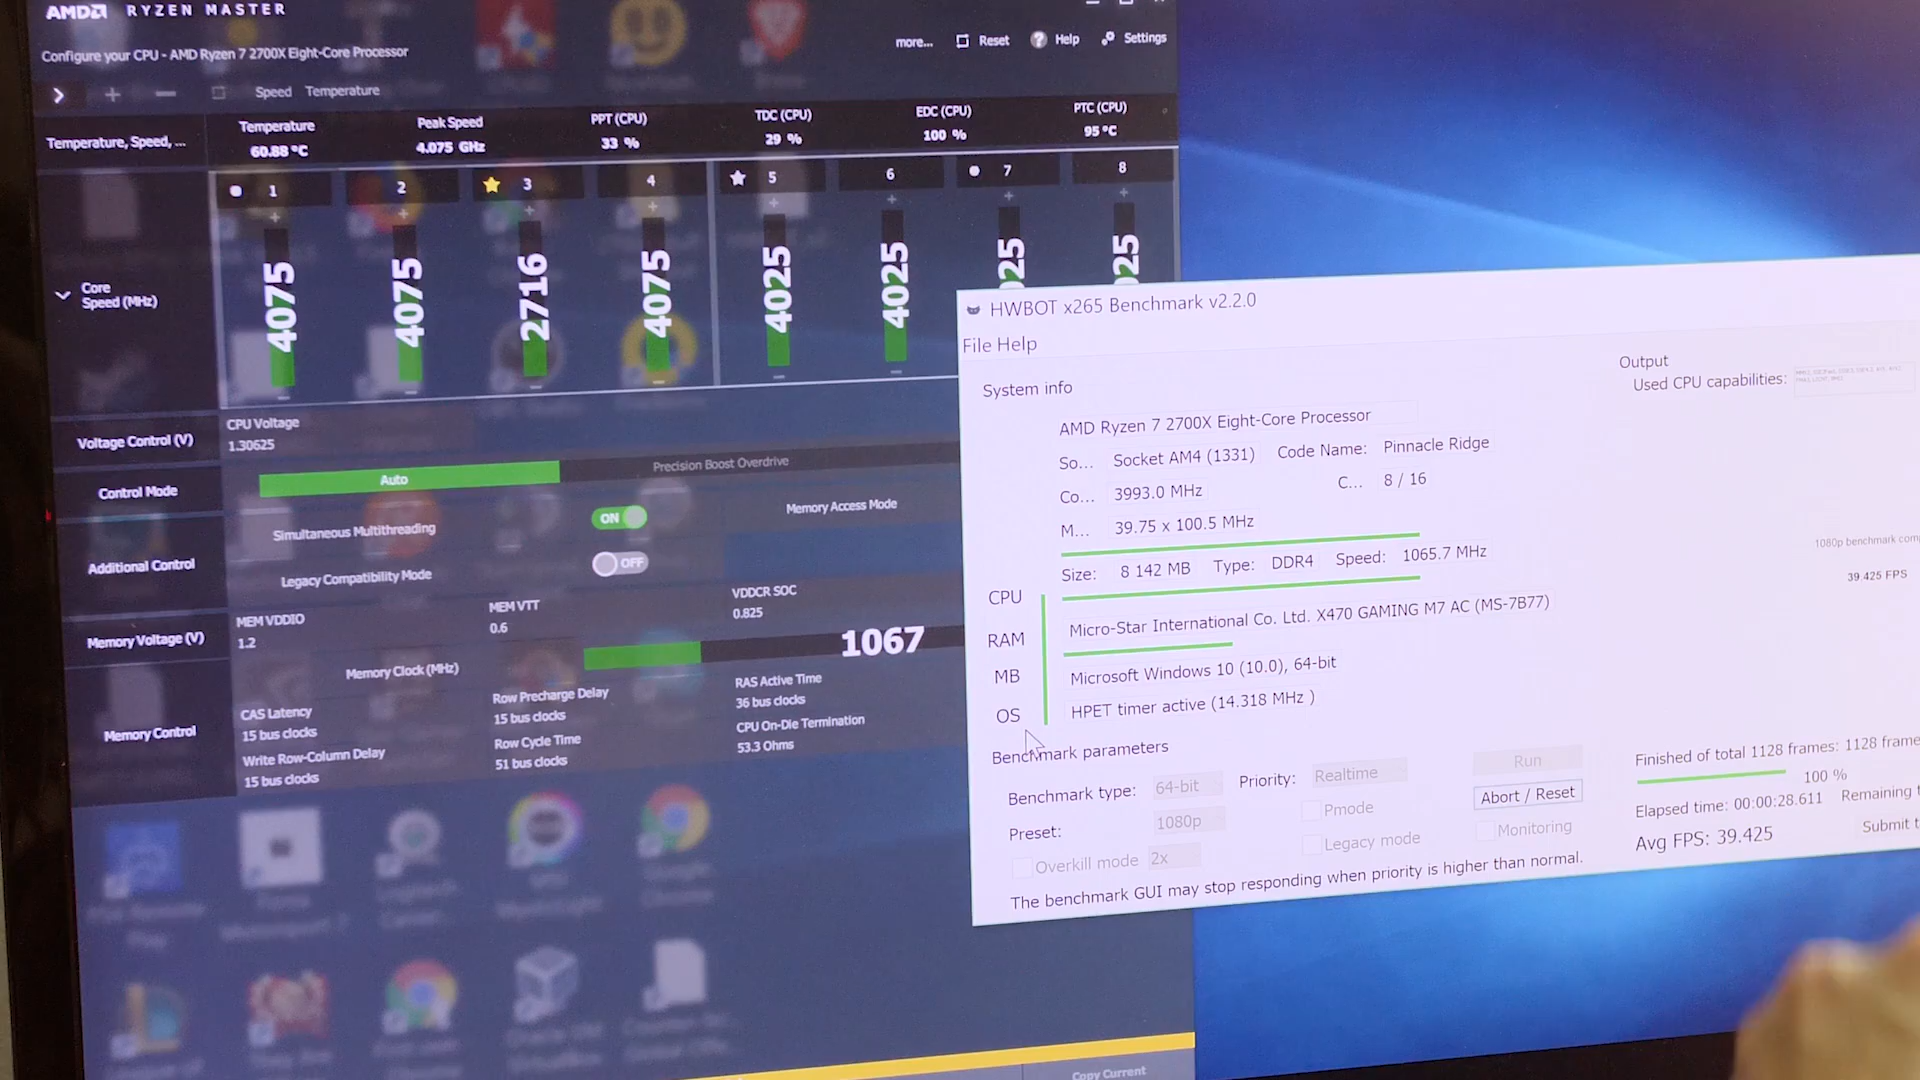 AMD RYZEN MASTER
Configure your CPU - AMD Ryzen 7 2700X Eight-Core Processor
more... Reset Help Settings
Speed Temperature
Temperature, Speed, ...
Temperature 60.88 °C
Peak Speed 4.075 GHz
PPT (CPU) 33 %
TDC (CPU) 29 %
EDC (CPU) 100 %
PTC (CPU) 95 °C
1 2 3 4 5 6 7 8
Core Speed (MHz)
4075 4075 2716 4075 4025 4025 025 025
Voltage Control (V)
CPU Voltage
1.30625
Control Mode
Auto
Precision Boost Overdrive
Additional Control
Simultaneous Multithreading
ON
Memory Access Mode
Legacy Compatibility Mode
OFF
Memory Voltage (V)
MEM VDDIO
1.2
MEM VTT
0.6
VDDCR SOC
0.825
Memory Control
Memory Clock (MHz)
1067
CAS Latency
15 bus clocks
Row Precharge Delay
15 bus clocks
RAS Active Time
36 bus clocks
Write Row-Column Delay
15 bus clocks
Row Cycle Time
51 bus clocks
CPU On-Die Termination
53.3 Ohms
Copy Current
HWBOT x265 Benchmark v2.2.0
File Help
System info
AMD Ryzen 7 2700X Eight-Core Processor
So... Socket AM4 (1331) Code Name: Pinnacle Ridge
Co... 3993.0 MHz C... 8 / 16
M... 39.75 x 100.5 MHz
Size: 8 142 MB Type: DDR4 Speed: 1065.7 MHz
CPU
RAM
MB
OS
Micro-Star International Co. Ltd. X470 GAMING M7 AC (MS-7B77)
Microsoft Windows 10 (10.0), 64-bit
HPET timer active (14.318 MHz )
Benchmark parameters
Benchmark type: 64-bit Priority: Realtime Run
Preset: 1080p Pmode Abort / Reset
Overkill mode 2x Legacy mode Monitoring
The benchmark GUI may stop responding when priority is higher than normal.
Output
Used CPU capabilities:
1080p benchmark comp
39.425 FPS
Finished of total 1128 frames: 1128 frame
100 %
Elapsed time: 00:00:28.611 Remaining t
Avg FPS: 39.425 Submit t